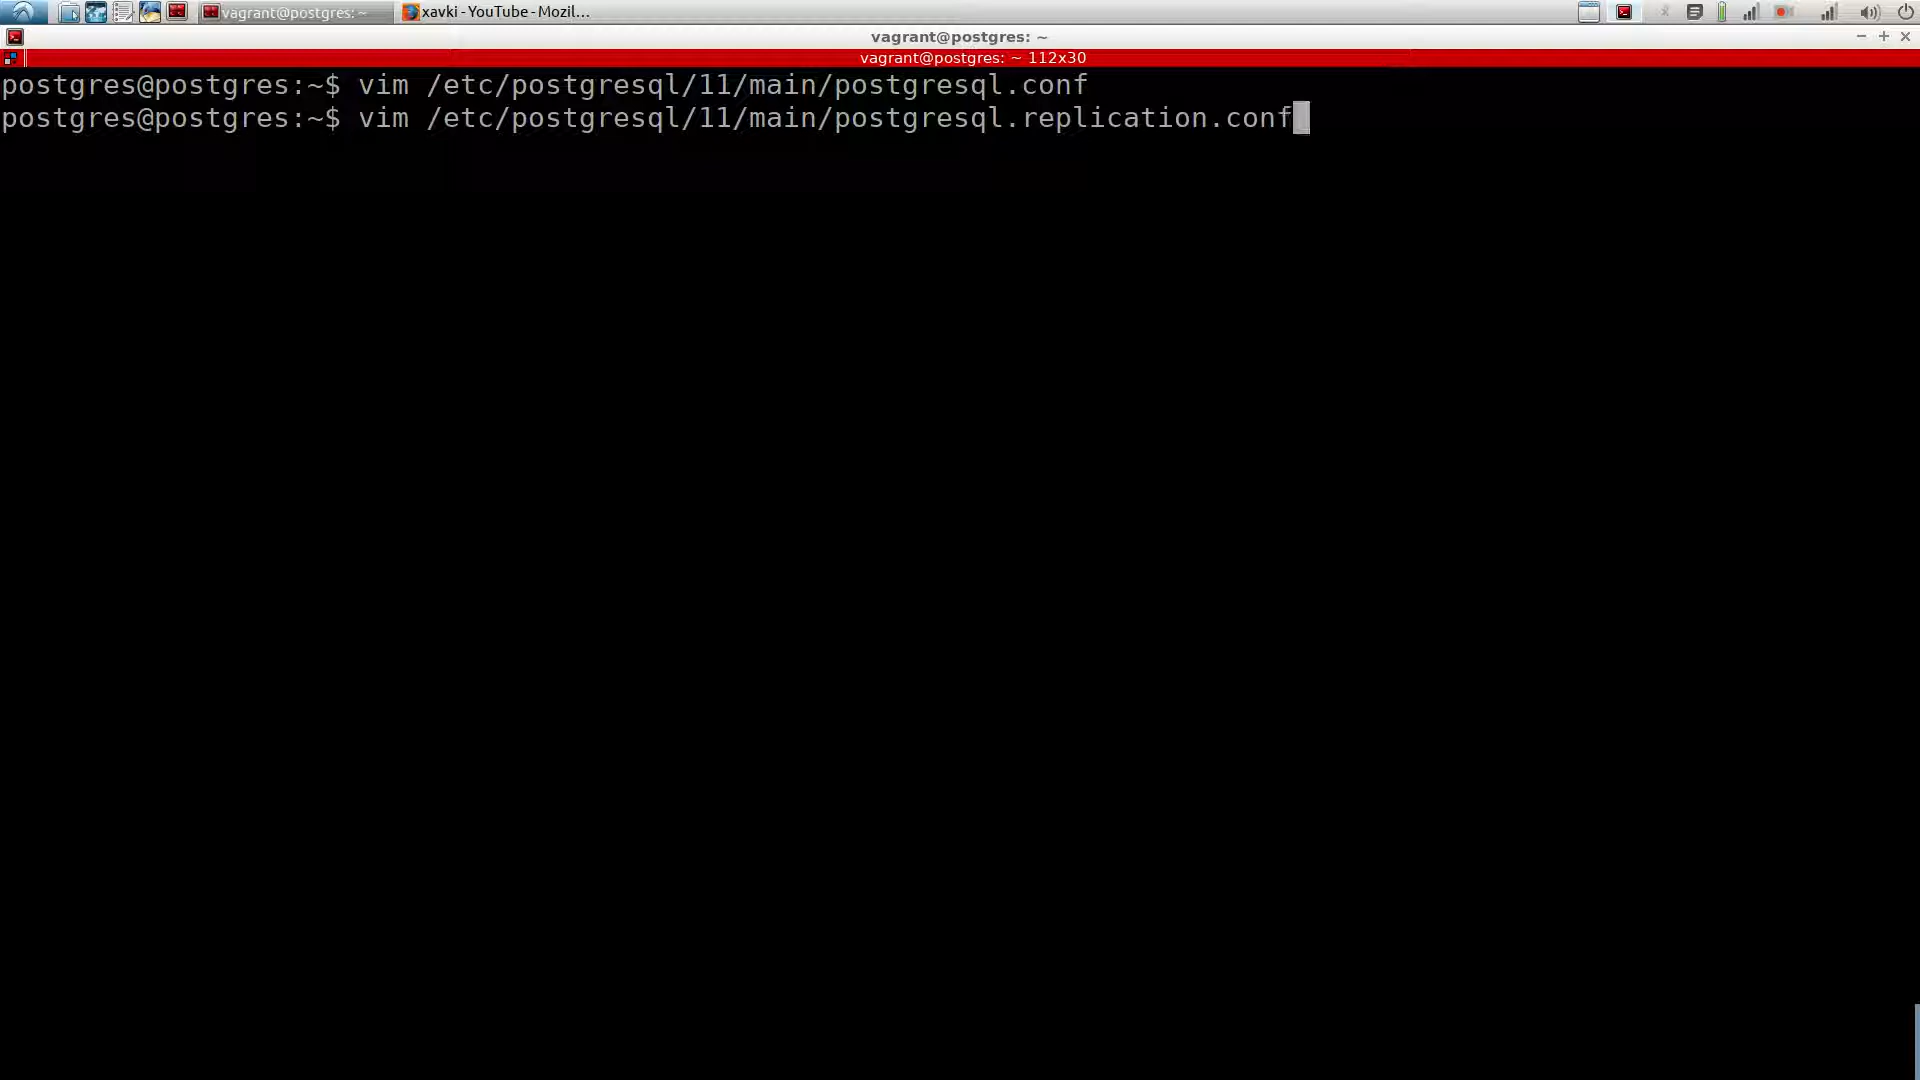 vagrant@postgres: ~
xavki - YouTube - Mozil...
vagrant@postgres: ~
vagrant@postgres: ~ 112x30
postgres@postgres:~$ vim /etc/postgresql/11/main/postgresql.conf
postgres@postgres:~$ vim /etc/postgresql/11/main/postgresql.replication.conf